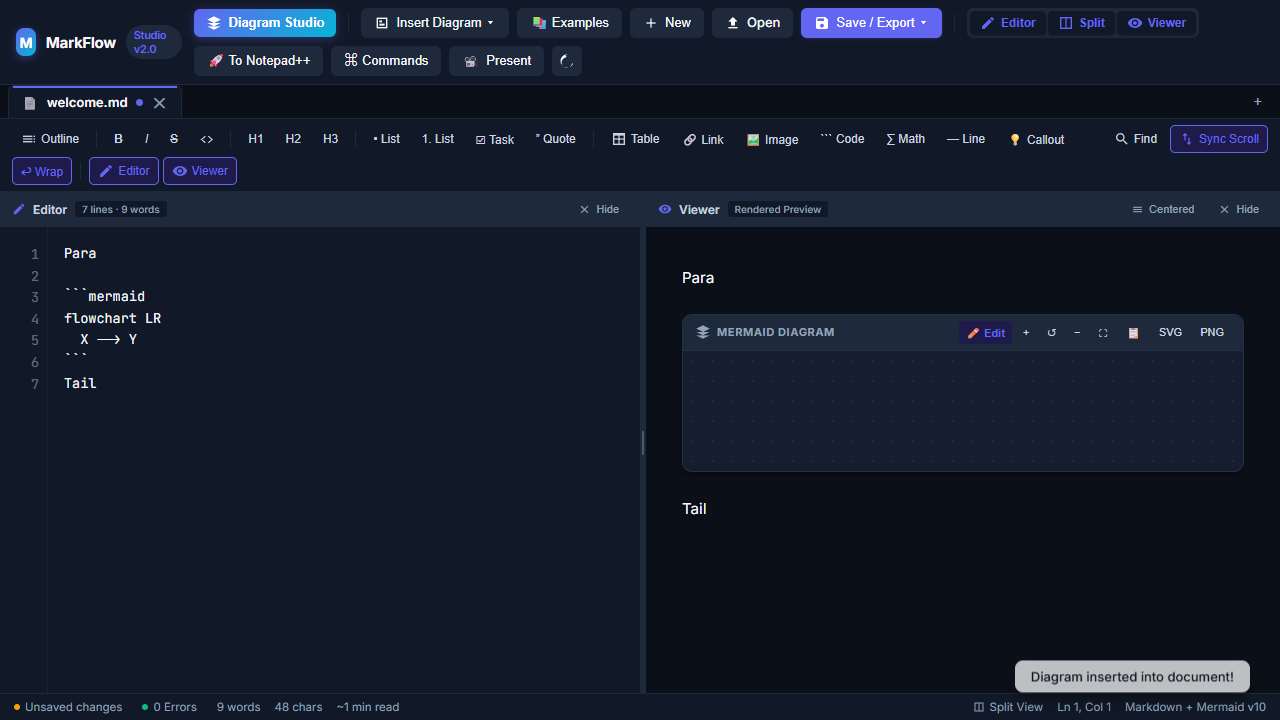 M MarkFlow Studio v2.0
Diagram Studio Insert Diagram Examples New Open Save / Export Editor Split Viewer
To Notepad++ ⌘ Commands Present
welcome.md
+
Outline B I S <> H1 H2 H3 • List 1. List ☑ Task " Quote Table Link Image ``` Code ∑ Math — Line Callout Find Sync Scroll
↩ Wrap Editor Viewer
Editor 7 lines · 9 words Hide
Viewer Rendered Preview Centered Hide
1 Para
2
3 ```mermaid
4 flowchart LR
5 X --> Y
6 ```
7 Tail
Para
MERMAID DIAGRAM Edit + ↺ − ⛶ SVG PNG
Tail
Diagram inserted into document!
Unsaved changes 0 Errors 9 words 48 chars ~1 min read Split View Ln 1, Col 1 Markdown + Mermaid v10